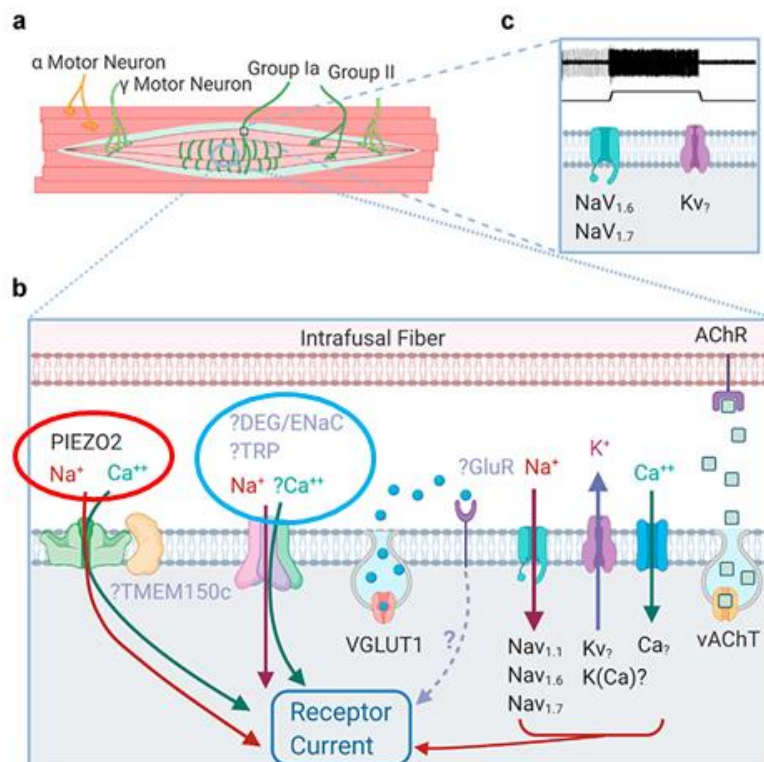 a
α Motor Neuron
γ Motor Neuron
Group Ia
Group II
c
NaV1.6
NaV1.7
Kv?
b
Intrafusal Fiber
AChR
PIEZO2
Na+ Ca++
?DEG/ENaC
?TRP
Na+ ?Ca++
?GluR
Na+
K+
Ca++
?TMEM150c
VGLUT1
?
Nav1.1
Nav1.6
Nav1.7
Kv?
K(Ca)?
Ca?
vAChT
Receptor
Current